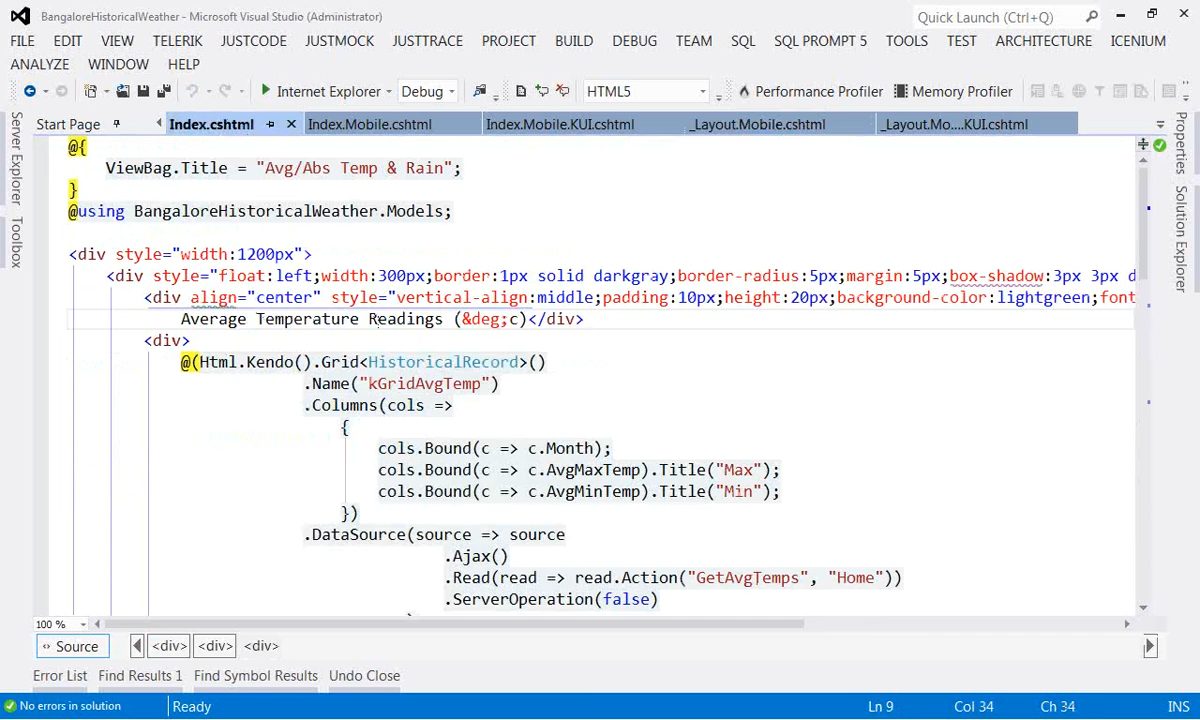 BangaloreHistoricalWeather - Microsoft Visual Studio (Administrator)
Quick Launch (Ctrl+Q)
FILE EDIT VIEW TELERIK JUSTCODE JUSTMOCK JUSTTRACE PROJECT BUILD DEBUG TEAM SQL SQL PROMPT 5 TOOLS TEST ARCHITECTURE ICENIUM
ANALYZE WINDOW HELP
Internet Explorer Debug HTML5 Performance Profiler Memory Profiler
Start Page Index.cshtml Index.Mobile.cshtml Index.Mobile.KUI.cshtml _Layout.Mobile.cshtml _Layout.Mo....KUI.cshtml
Server Explorer
Toolbox
Properties
Solution Explorer
@{
ViewBag.Title = "Avg/Abs Temp & Rain";
}
@using BangaloreHistoricalWeather.Models;
<div style="width:1200px">
<div style="float:left;width:300px;border:1px solid darkgray;border-radius:5px;margin:5px;box-shadow:3px 3px d
<div align="center" style="vertical-align:middle;padding:10px;height:20px;background-color:lightgreen;font
Average Temperature Readings (&deg;c)</div>
<div>
@(Html.Kendo().Grid<HistoricalRecord>()
.Name("kGridAvgTemp")
.Columns(cols =>
{
cols.Bound(c => c.Month);
cols.Bound(c => c.AvgMaxTemp).Title("Max");
cols.Bound(c => c.AvgMinTemp).Title("Min");
})
.DataSource(source => source
.Ajax()
.Read(read => read.Action("GetAvgTemps", "Home"))
.ServerOperation(false)
100 %
Source <div> <div> <div>
Error List Find Results 1 Find Symbol Results Undo Close
No errors in solution Ready Ln 9 Col 34 Ch 34 INS